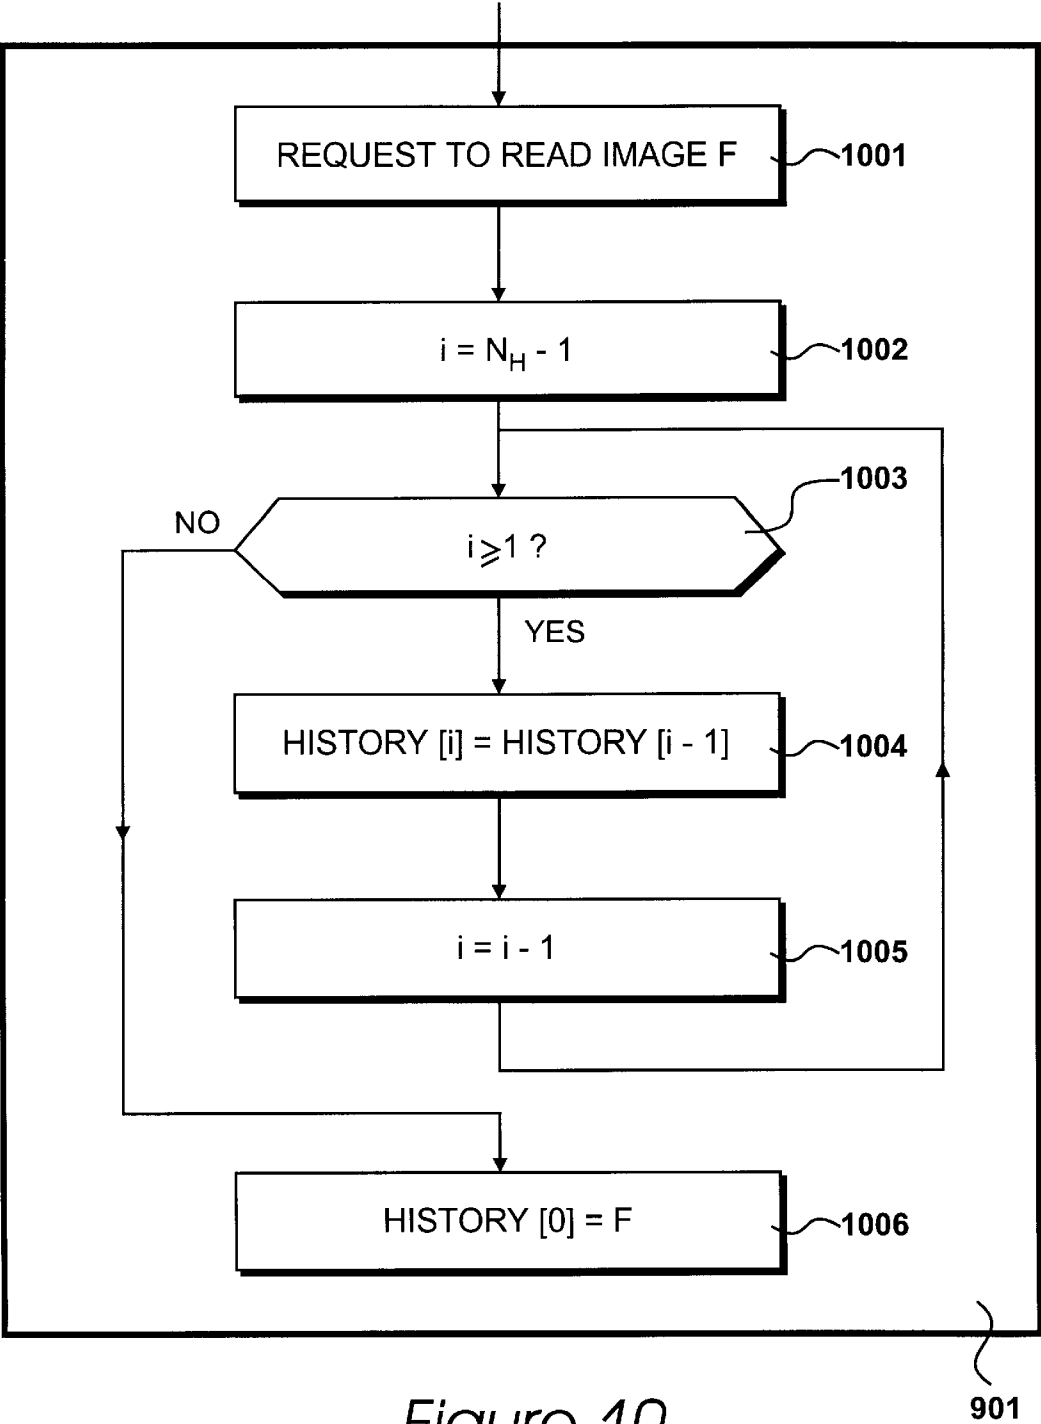 REQUEST TO READ IMAGE F
1001
i = N_H - 1
1002
1003
NO
i ⩾ 1 ?
YES
HISTORY [i] = HISTORY [i - 1]
1004
i = i - 1
1005
HISTORY [0] = F
1006
901
Figure 10